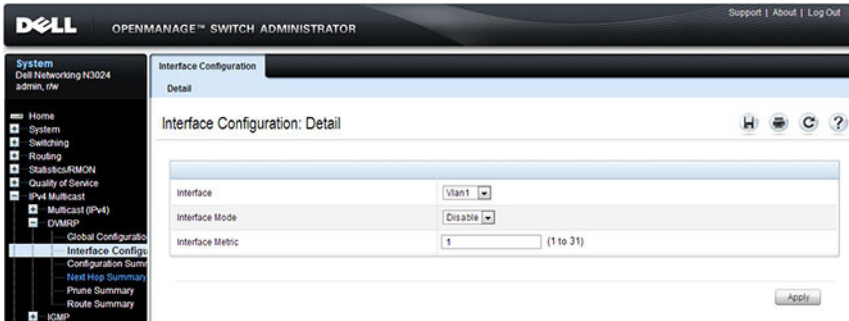 Support | About | Log Out
DELL OPENMANAGE™ SWITCH ADMINISTRATOR
System
Dell Networking N3024
admin, r/w
Home
System
Switching
Routing
Statistics/RMON
Quality of Service
IPv4 Multicast
Multicast (IPv4)
DVMRP
Global Configuratio
Interface Configu
Configuration Summ
Next Hop Summary
Prune Summary
Route Summary
IGMP
Interface Configuration
Detail
Interface Configuration: Detail
Interface Vlan1
Interface Mode Disable
Interface Metric 1 (1 to 31)
Apply